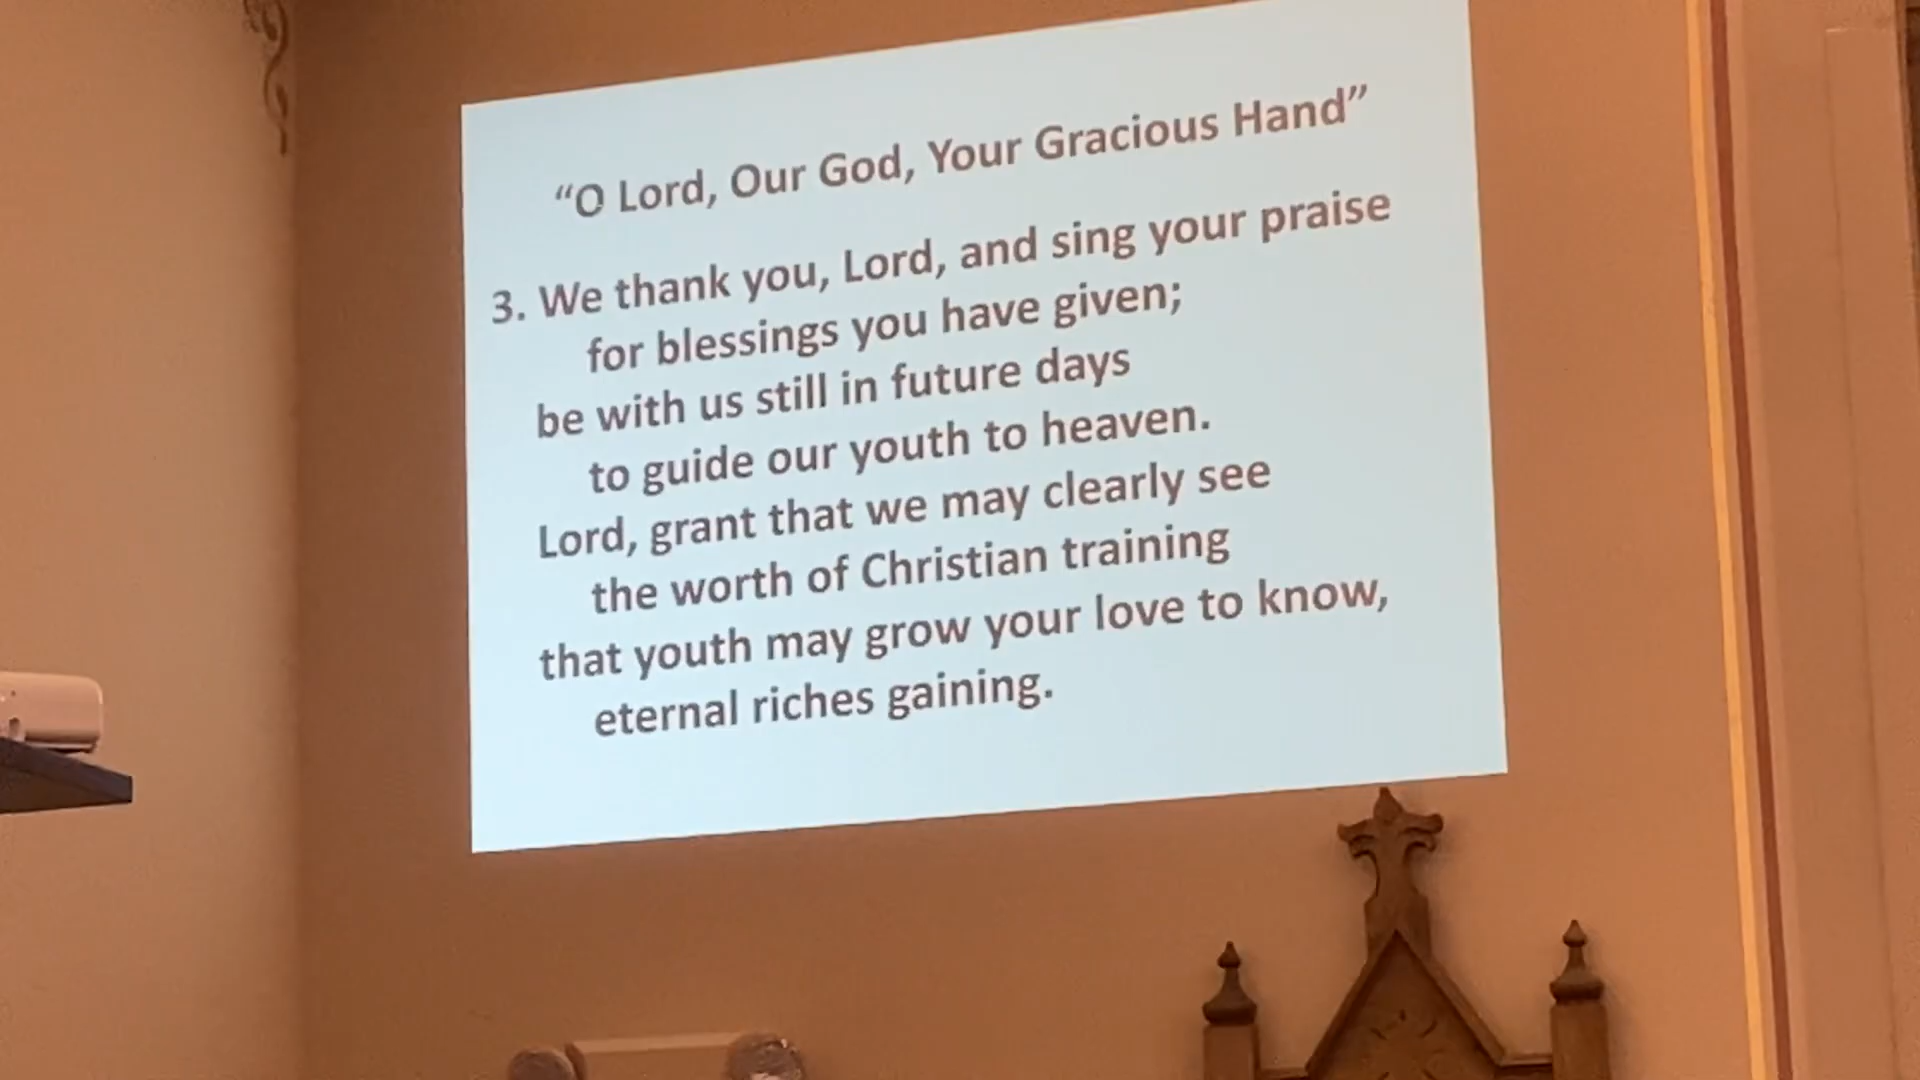 “O Lord, Our God, Your Gracious Hand”
3. We thank you, Lord, and sing your praise
for blessings you have given;
be with us still in future days
to guide our youth to heaven.
Lord, grant that we may clearly see
the worth of Christian training
that youth may grow your love to know,
eternal riches gaining.